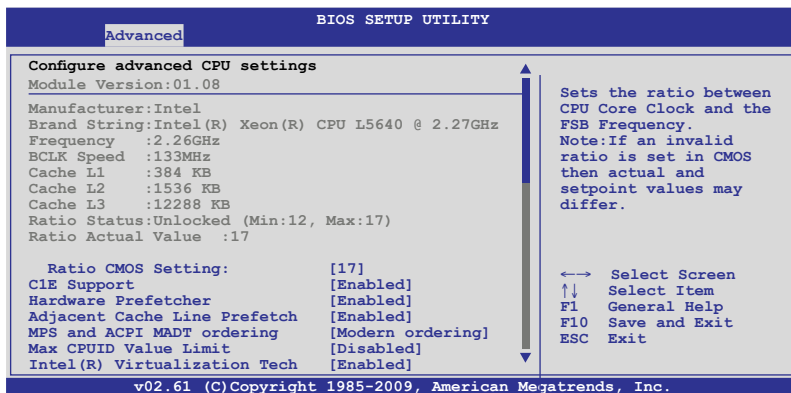 BIOS SETUP UTILITY
Advanced
Configure advanced CPU settings
Module Version:01.08
Manufacturer:Intel
Brand String:Intel(R) Xeon(R) CPU L5640 @ 2.27GHz
Frequency :2.26GHz
BCLK Speed :133MHz
Cache L1 :384 KB
Cache L2 :1536 KB
Cache L3 :12288 KB
Ratio Status:Unlocked (Min:12, Max:17)
Ratio Actual Value :17
Ratio CMOS Setting: [17]
C1E Support [Enabled]
Hardware Prefetcher [Enabled]
Adjacent Cache Line Prefetch [Enabled]
MPS and ACPI MADT ordering [Modern ordering]
Max CPUID Value Limit [Disabled]
Intel(R) Virtualization Tech [Enabled]
Sets the ratio between
CPU Core Clock and the
FSB Frequency.
Note:If an invalid
ratio is set in CMOS
then actual and
setpoint values may
differ.
←→ Select Screen
↑↓ Select Item
F1 General Help
F10 Save and Exit
ESC Exit
v02.61 (C)Copyright 1985-2009, American Megatrends, Inc.